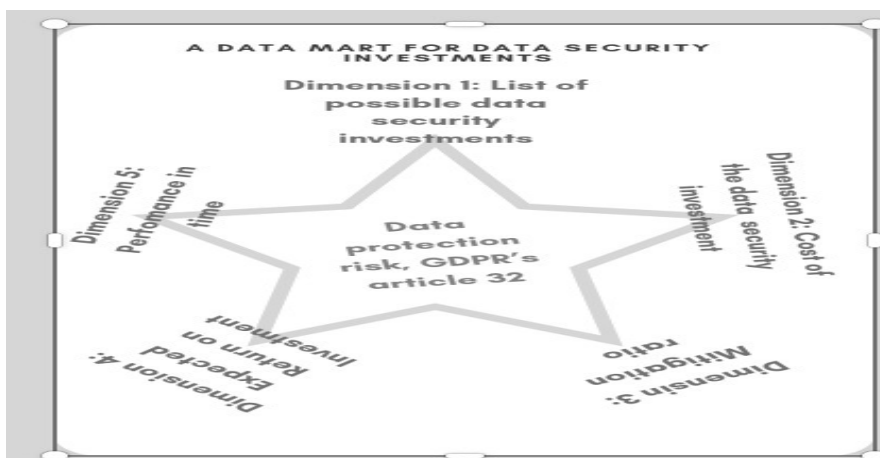 A DATA MART FOR DATA SECURITY
INVESTMENTS
Dimension 1: List of
possible data
security
investments
Dimension 2: Cost of
the data security
investment
Dimensin 3:
Mitigation
ratio
Dimension 4:
Expected
Return on
Investment
Dimension 5:
Perfomance in
time
Data
protection
risk, GDPR's
article 32